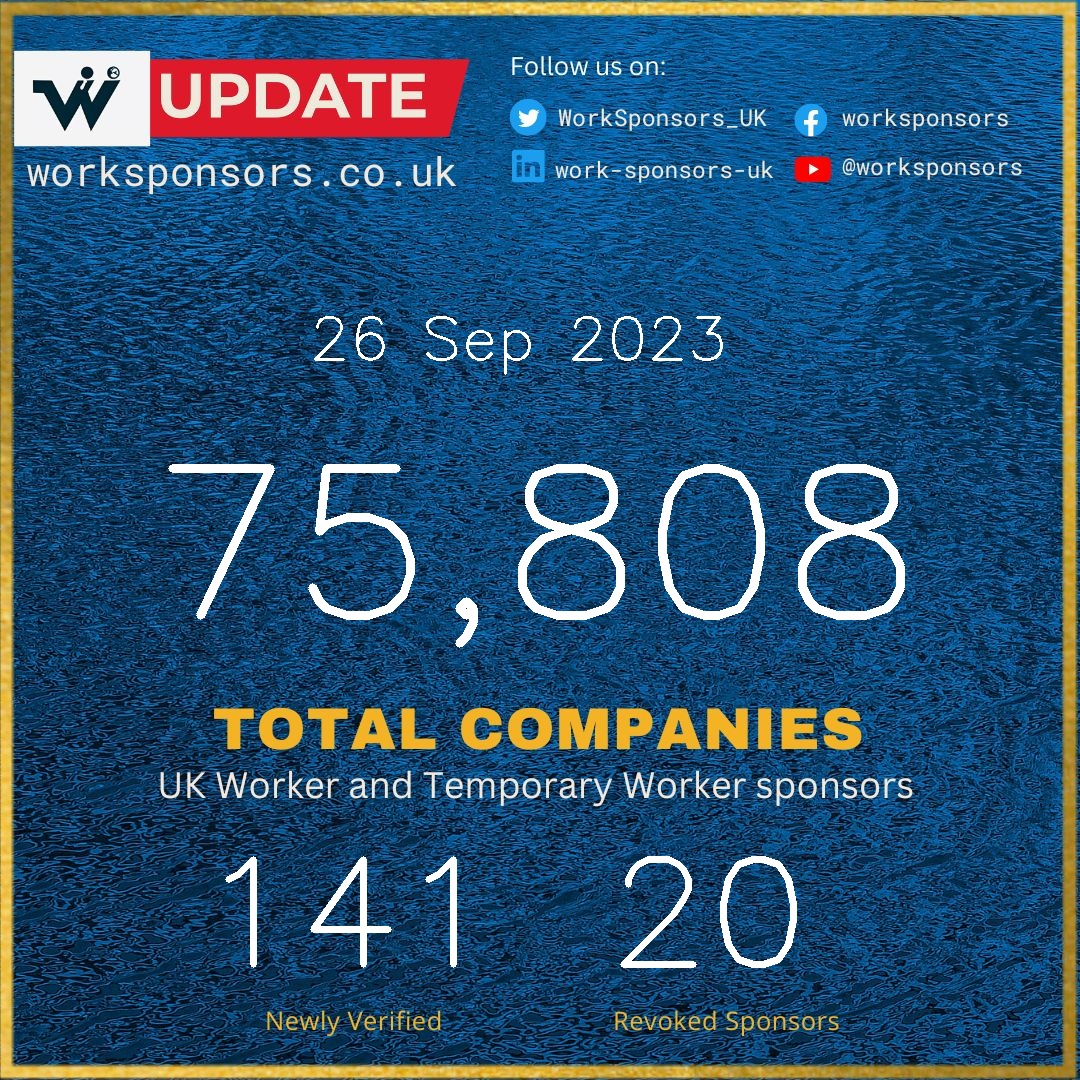 UPDATE
worksponsors.co.uk
Follow us on:
WorkSponsors_UK
worksponsors
work-sponsors-uk
@worksponsors
26 Sep 2023
75,808
TOTAL COMPANIES
UK Worker and Temporary Worker sponsors
141 20
Newly Verified Revoked Sponsors